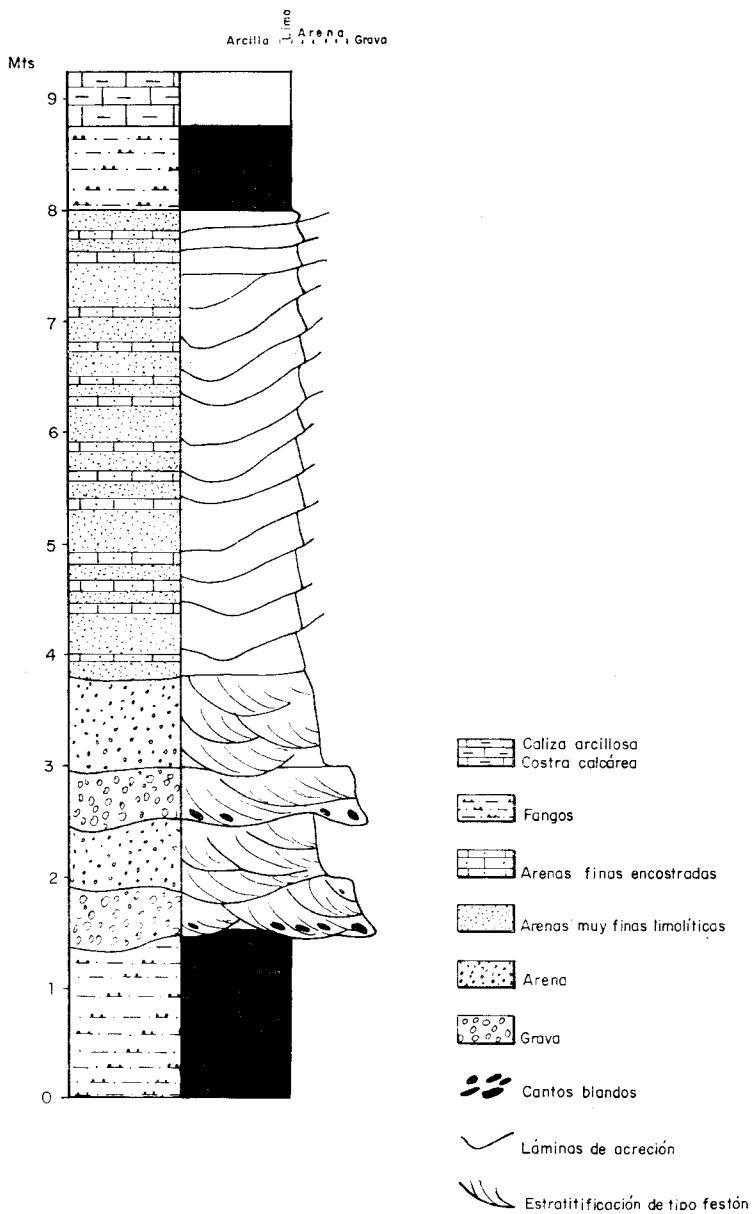 Limo
Arena
Arcilla Grava
Mts
9
8
7
6
5
4
3
2
1
0
Caliza arcillosa
Costra calcárea
Fangos
Arenas finas encostradas
Arenas muy finas limolíticas
Arena
Grava
Cantos blandos
Láminas de acreción
Estratitificación de tipo festón